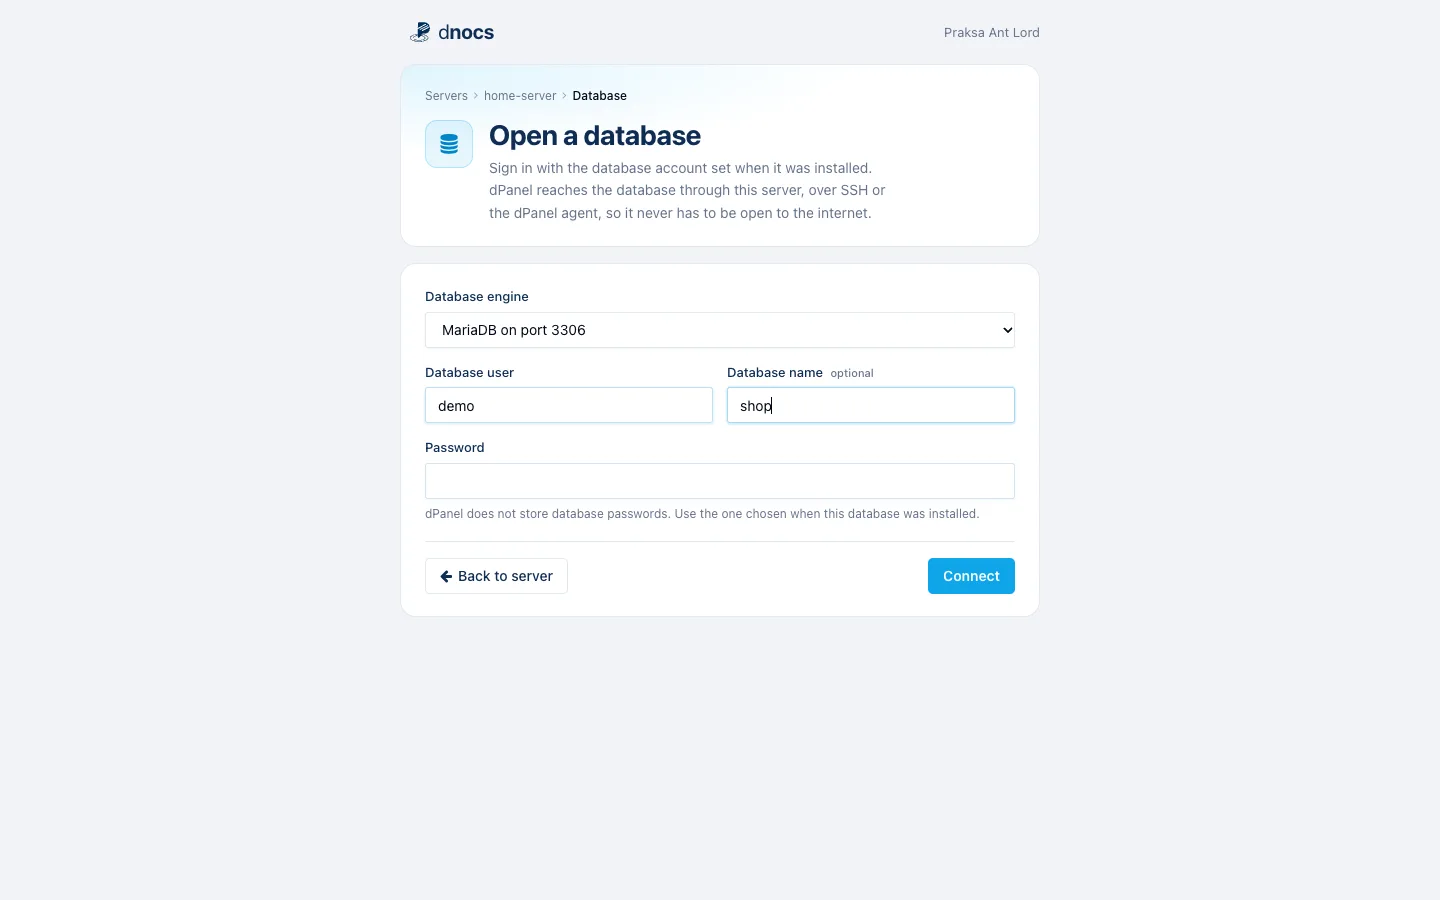 dnocs
Praksa Ant Lord
Servers › home-server › Database
Open a database
Sign in with the database account set when it was installed.
dPanel reaches the database through this server, over SSH or
the dPanel agent, so it never has to be open to the internet.
Database engine
MariaDB on port 3306
Database user
Database name optional
demo
shop
Password
dPanel does not store database passwords. Use the one chosen when this database was installed.
Back to server
Connect